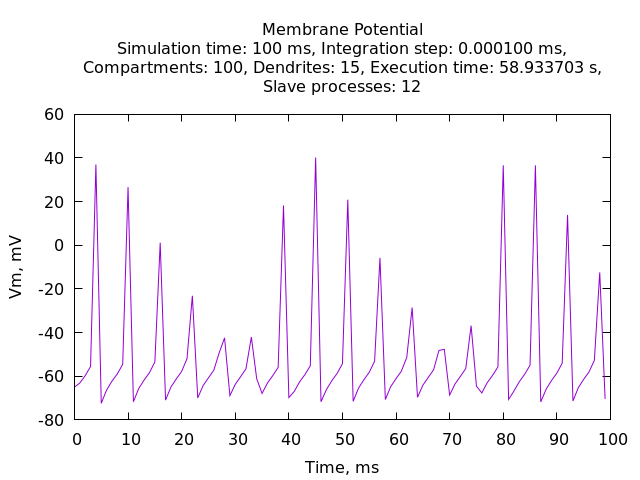 Membrane Potential
Simulation time: 100 ms, Integration step: 0.000100 ms,
Compartments: 100, Dendrites: 15, Execution time: 58.933703 s,
Slave processes: 12
60
40
20
0
-20
-40
-60
-80
Vm, mV
0 10 20 30 40 50 60 70 80 90 100
Time, ms